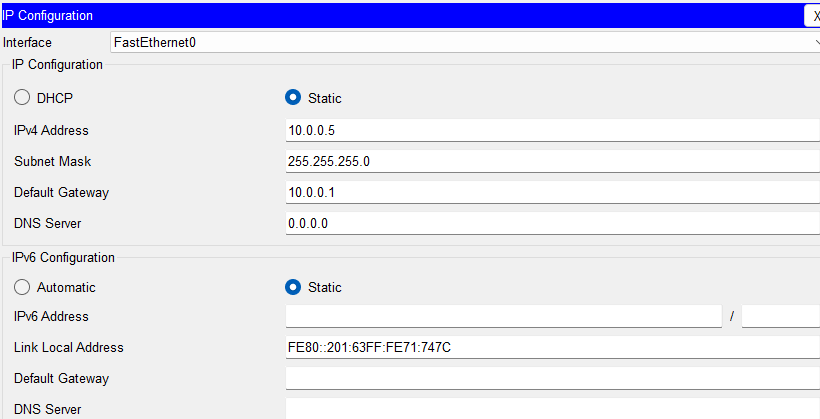 IP Configuration X
Interface FastEthernet0
IP Configuration
DHCP Static
IPv4 Address 10.0.0.5
Subnet Mask 255.255.255.0
Default Gateway 10.0.0.1
DNS Server 0.0.0.0
IPv6 Configuration
Automatic Static
IPv6 Address /
Link Local Address FE80::201:63FF:FE71:747C
Default Gateway
DNS Server